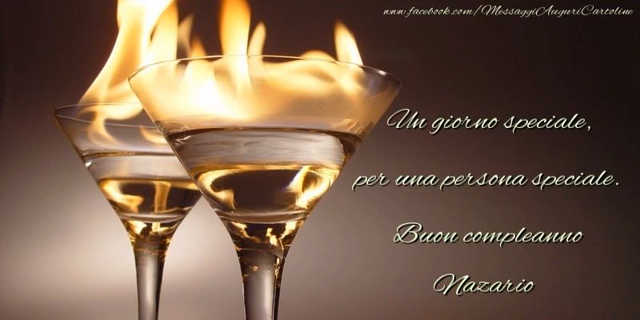 www.facebook.com/MessaggiAuguriCartoline
Un giorno speciale,
per una persona speciale.
Buon compleanno
Nazario